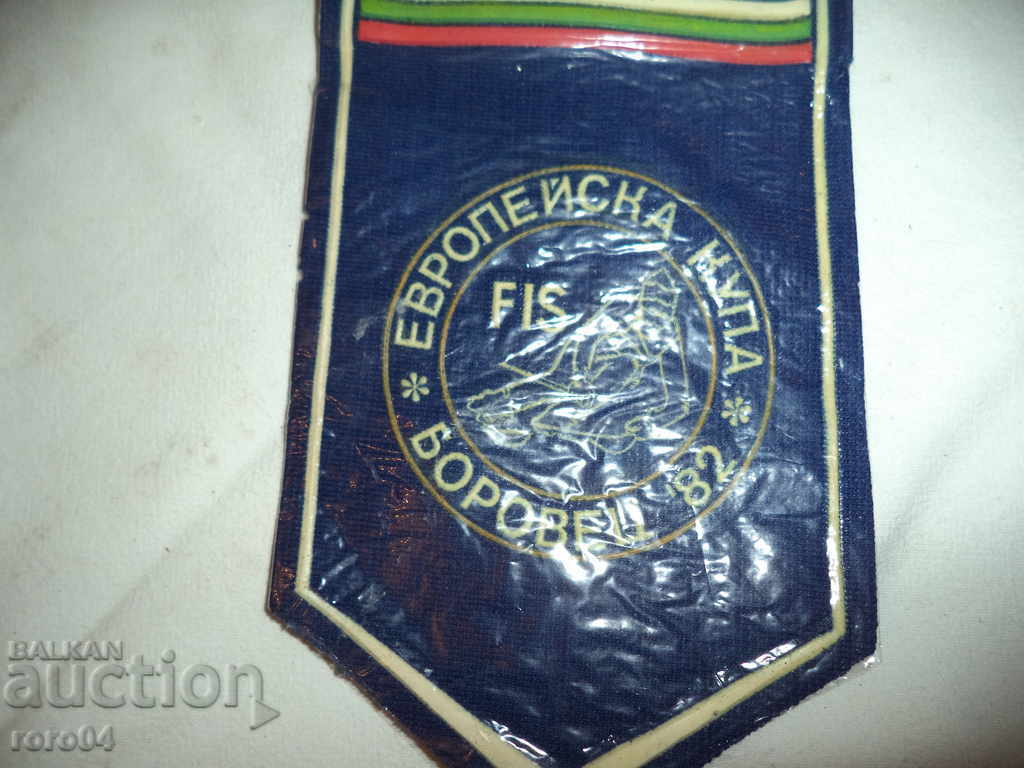 ЕВРОПЕЙСКА КУПА
FIS
* БОРОВЕЦ '82 *
BALKAN
auction
roro04